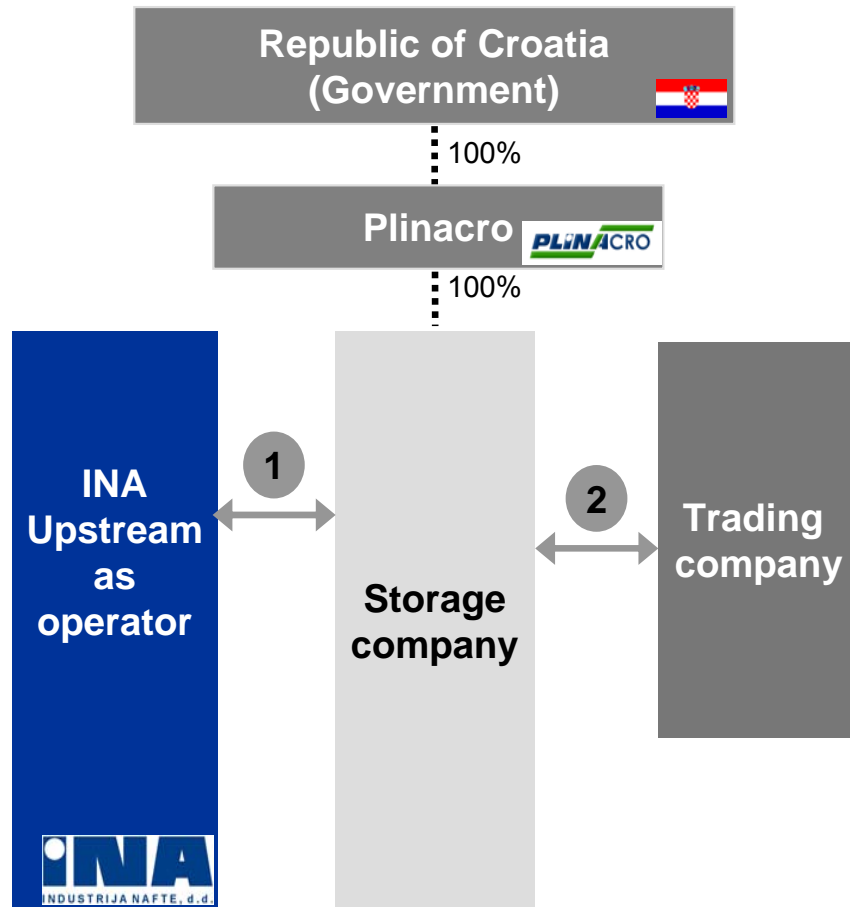 Republic of Croatia
(Government)
100%
Plinacro
PLINACRO
100%
1
2
INA
Upstream
as
operator
Storage
company
Trading
company
INA
INDUSTRIJA NAFTE, d.d.